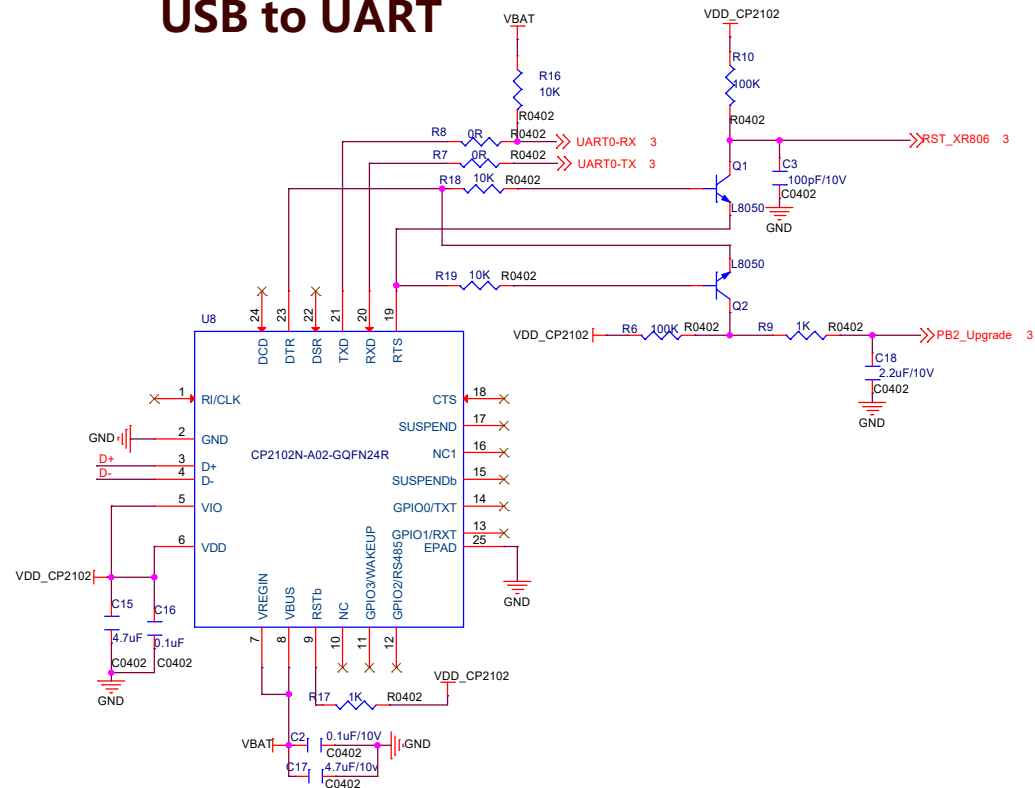 USB to UART
VBAT
VDD_CP2102
R16
10K
R0402
R10
100K
R0402
R8 0R R0402 UART0-RX 3
R7 0R R0402 UART0-TX 3
R18 10K R0402
RST_XR806 3
Q1
L8050
C3
100pF/10V
C0402
GND
R19 10K R0402
L8050
Q2
VDD_CP2102 R6 100K R0402 R9 1K R0402 PB2_Upgrade 3
C18
2.2uF/10V
C0402
GND
U8
24 23 22 21 20 19
DCD DTR DSR TXD RXD RTS
1 RI/CLK
CTS 18
SUSPEND 17
GND 2 GND
NC1 16
CP2102N-A02-GQFN24R
D+ 3 D+
D- 4 D-
SUSPENDb 15
5 VIO
GPIO0/TXT 14
GPIO1/RXT 13
6 VDD
EPAD 25
GND
VDD_CP2102
C15
4.7uF
C0402
C16
0.1uF
C0402
GND
VREGIN VBUS RSTb NC GPIO3/WAKEUP GPIO2/RS485
7 8 9 10 11 12
VDD_CP2102
R17 1K R0402
VBAT C2 0.1uF/10V GND
C0402
C17 4.7uF/10v
C0402